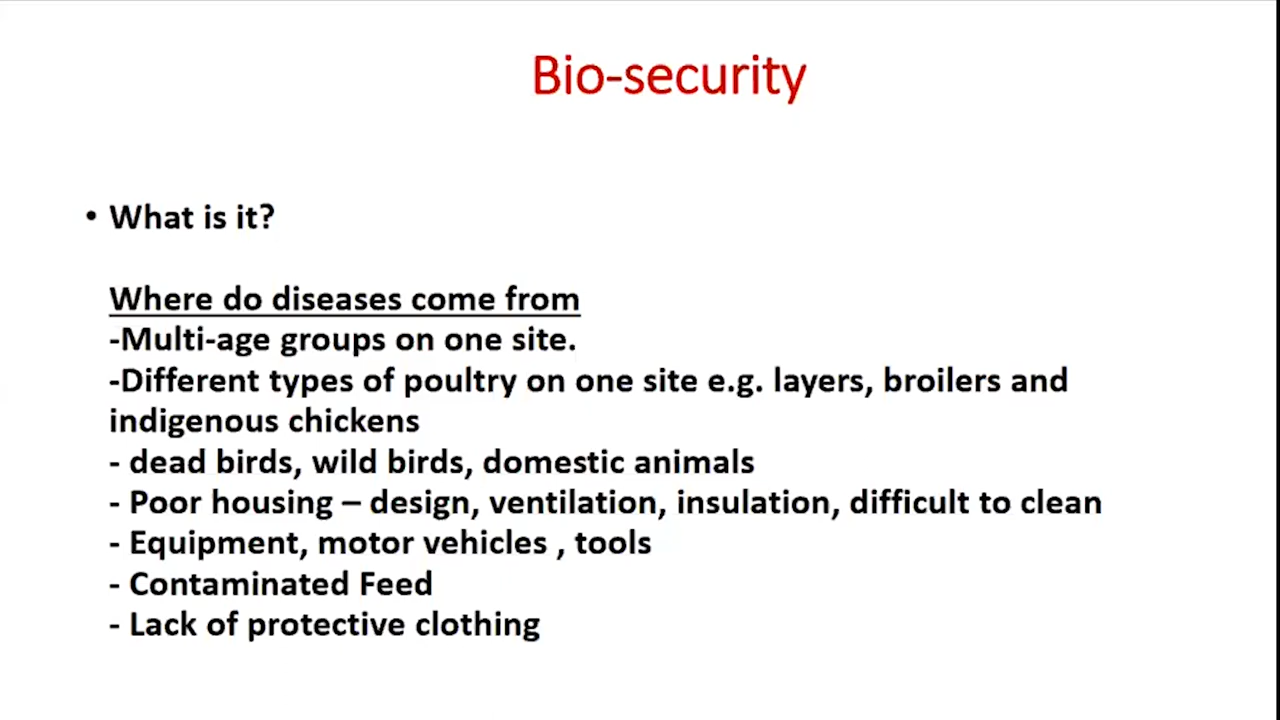 Bio-security
• What is it?
Where do diseases come from
-Multi-age groups on one site.
-Different types of poultry on one site e.g. layers, broilers and
indigenous chickens
- dead birds, wild birds, domestic animals
- Poor housing – design, ventilation, insulation, difficult to clean
- Equipment, motor vehicles , tools
- Contaminated Feed
- Lack of protective clothing